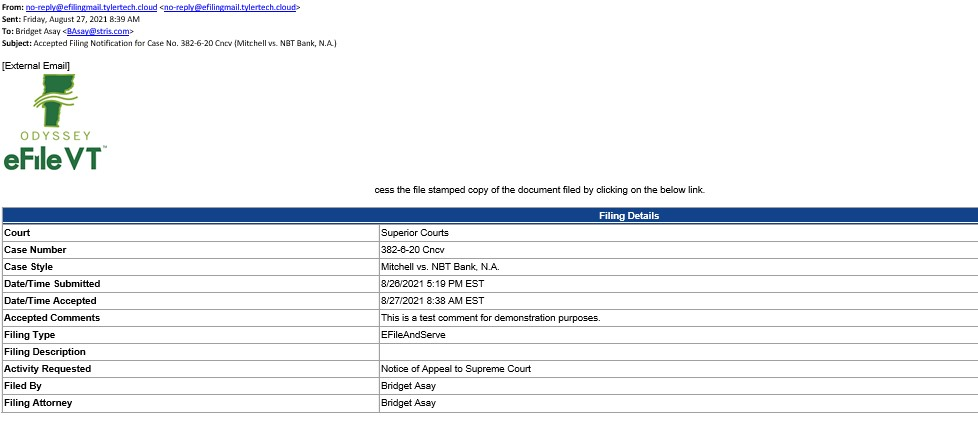 From: no-reply@efilingmail.tylertech.cloud <no-reply@efilingmail.tylertech.cloud>
Sent: Friday, August 27, 2021 8:39 AM
To: Bridget Asay <BAsay@stris.com>
Subject: Accepted Filing Notification for Case No. 382-6-20 Cncv (Mitchell vs. NBT Bank, N.A.)
[External Email]
ODYSSEY
eFileVT™
cess the file stamped copy of the document filed by clicking on the below link.
Filing Details
Court Superior Courts
Case Number 382-6-20 Cncv
Case Style Mitchell vs. NBT Bank, N.A.
Date/Time Submitted 8/26/2021 5:19 PM EST
Date/Time Accepted 8/27/2021 8:38 AM EST
Accepted Comments This is a test comment for demonstration purposes.
Filing Type EFileAndServe
Filing Description
Activity Requested Notice of Appeal to Supreme Court
Filed By Bridget Asay
Filing Attorney Bridget Asay